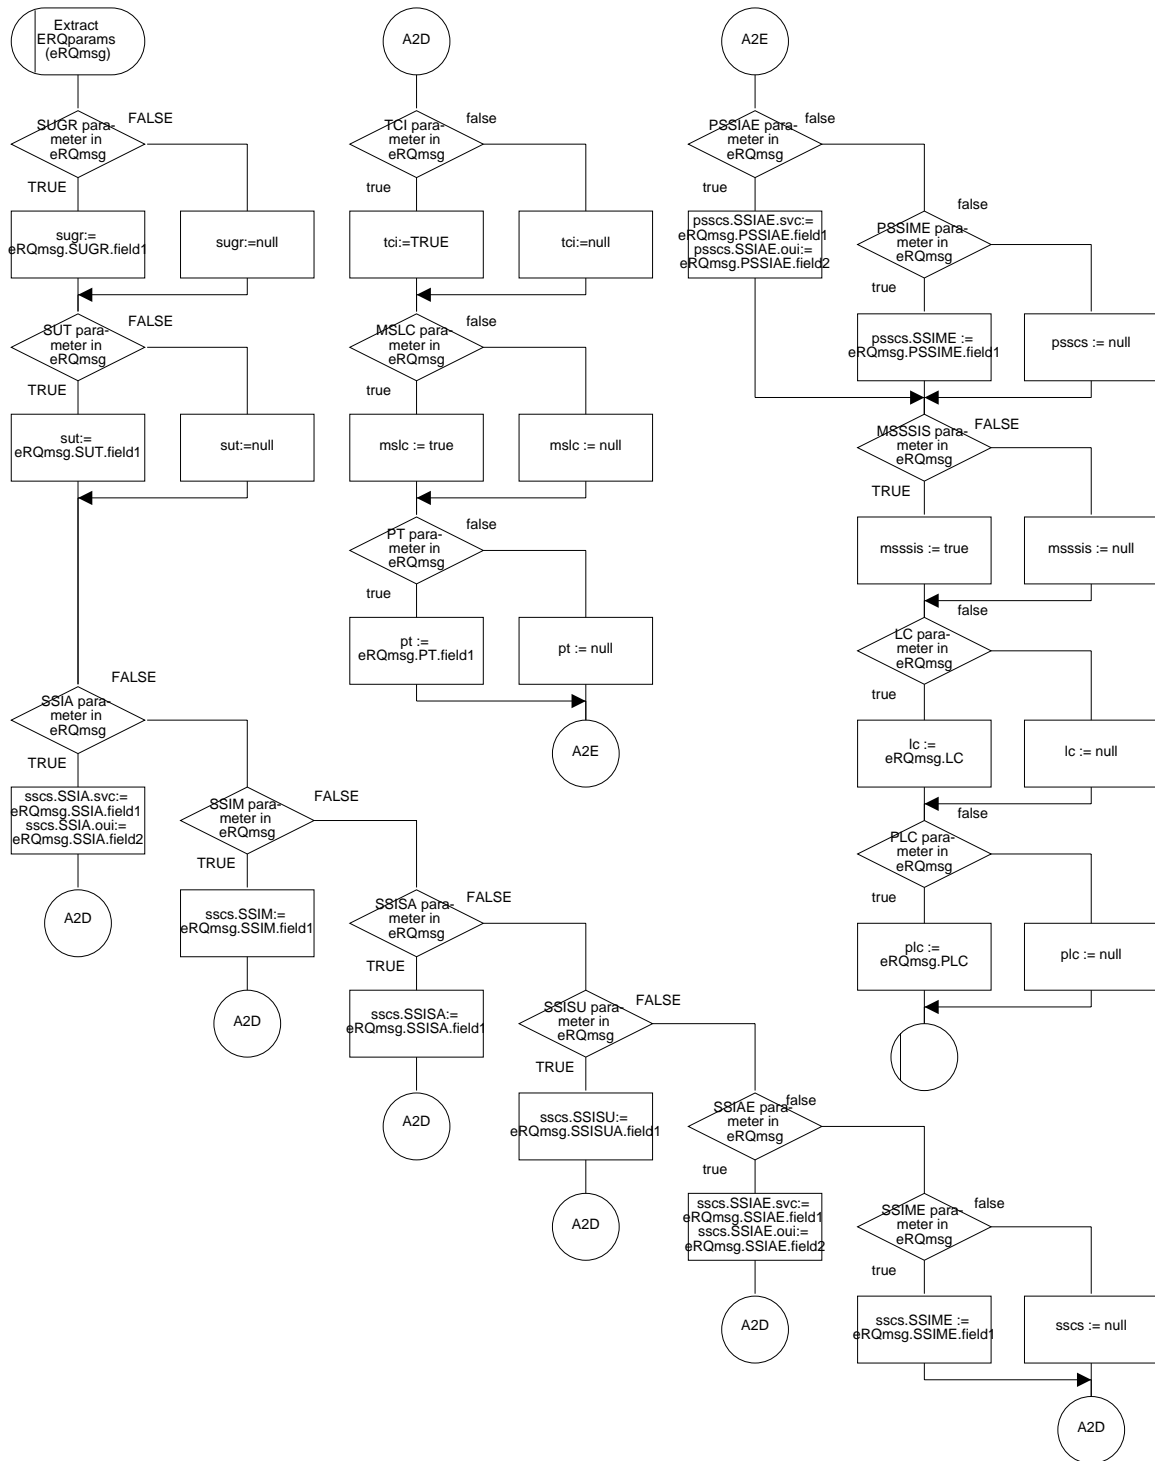 Extract
ERQparams
(eRQmsg)
SUGR para-
meter in
eRQmsg
FALSE
TRUE
sugr:=
eRQmsg.SUGR.field1
sugr:=null
SUT para-
meter in
eRQmsg
FALSE
TRUE
sut:=
eRQmsg.SUT.field1
sut:=null
SSIA para-
meter in
eRQmsg
FALSE
TRUE
sscs.SSIA.svc:=
eRQmsg.SSIA.field1
sscs.SSIA.oui:=
eRQmsg.SSIA.field2
A2D
SSIM para-
meter in
eRQmsg
FALSE
TRUE
sscs.SSIM:=
eRQmsg.SSIM.field1
A2D
SSISA para-
meter in
eRQmsg
FALSE
TRUE
sscs.SSISA:=
eRQmsg.SSISA.field1
A2D
SSISU para-
meter in
eRQmsg
FALSE
TRUE
sscs.SSISU:=
eRQmsg.SSISUA.field1
A2D
SSIAE para-
meter in
eRQmsg
false
true
sscs.SSIAE.svc:=
eRQmsg.SSIAE.field1
sscs.SSIAE.oui:=
eRQmsg.SSIAE.field2
A2D
SSIME para-
meter in
eRQmsg
false
true
sscs.SSIME :=
eRQmsg.SSIME.field1
sscs := null
A2D
A2D
TCI para-
meter in
eRQmsg
false
true
tci:=TRUE
tci:=null
MSLC para-
meter in
eRQmsg
false
true
mslc := true
mslc := null
PT para-
meter in
eRQmsg
false
true
pt :=
eRQmsg.PT.field1
pt := null
A2E
A2E
PSSIAE para-
meter in
eRQmsg
false
true
psscs.SSIAE.svc:=
eRQmsg.PSSIAE.field1
psscs.SSIAE.oui:=
eRQmsg.PSSIAE.field2
PSSIME para-
meter in
eRQmsg
false
true
psscs.SSIME :=
eRQmsg.PSSIME.field1
psscs := null
MSSSIS para-
meter in
eRQmsg
FALSE
TRUE
msssis := true
msssis := null
LC para-
meter in
eRQmsg
false
true
lc :=
eRQmsg.LC
lc := null
PLC para-
meter in
eRQmsg
false
true
plc :=
eRQmsg.PLC
plc := null